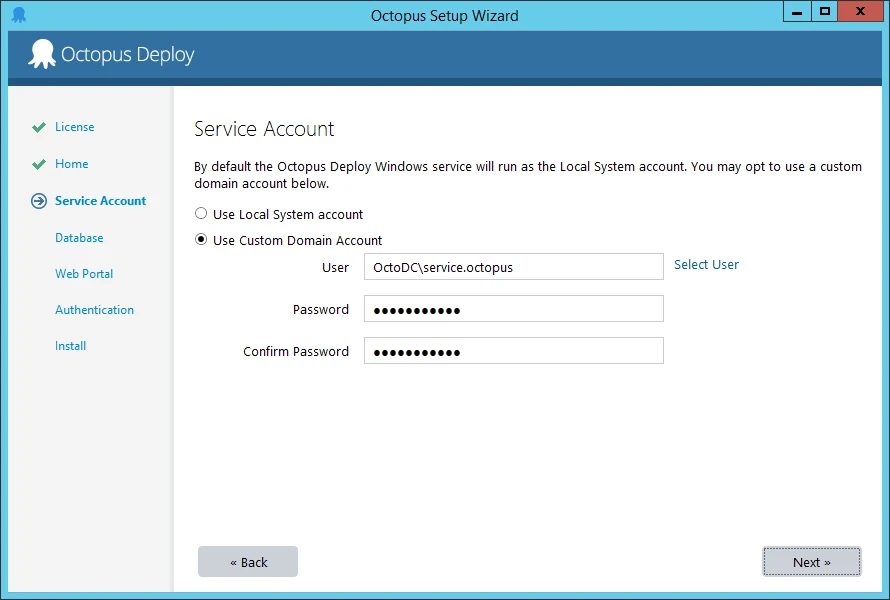 Octopus Setup Wizard
Octopus Deploy
License
Home
Service Account
Database
Web Portal
Authentication
Install
Service Account
By default the Octopus Deploy Windows service will run as the Local System account. You may opt to use a custom
domain account below.
Use Local System account
Use Custom Domain Account
User OctoDC\service.octopus Select User
Password ●●●●●●●●●●●
Confirm Password ●●●●●●●●●●●
« Back Next »